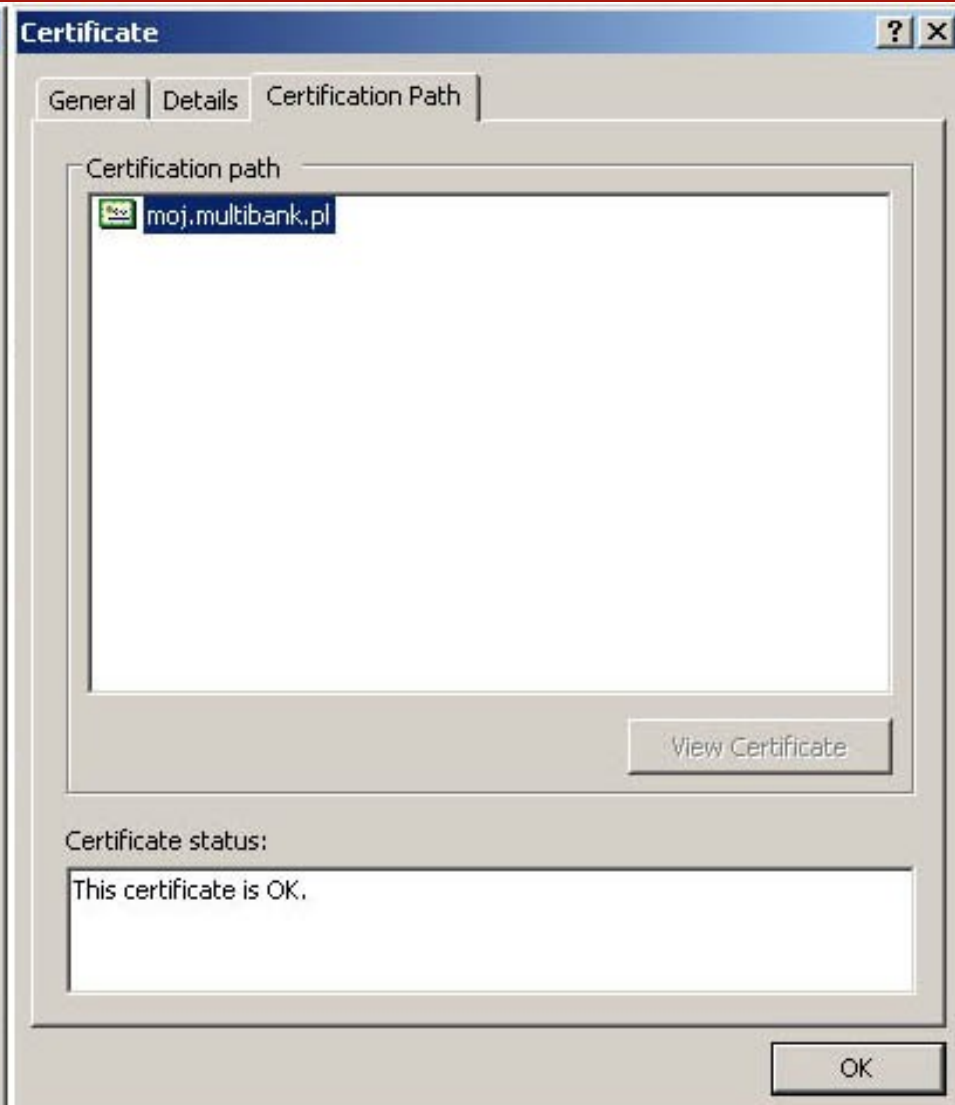 Certificate
General
Details
Certification Path
Certification path
moj.multibank.pl
View Certificate
Certificate status:
This certificate is OK.
OK